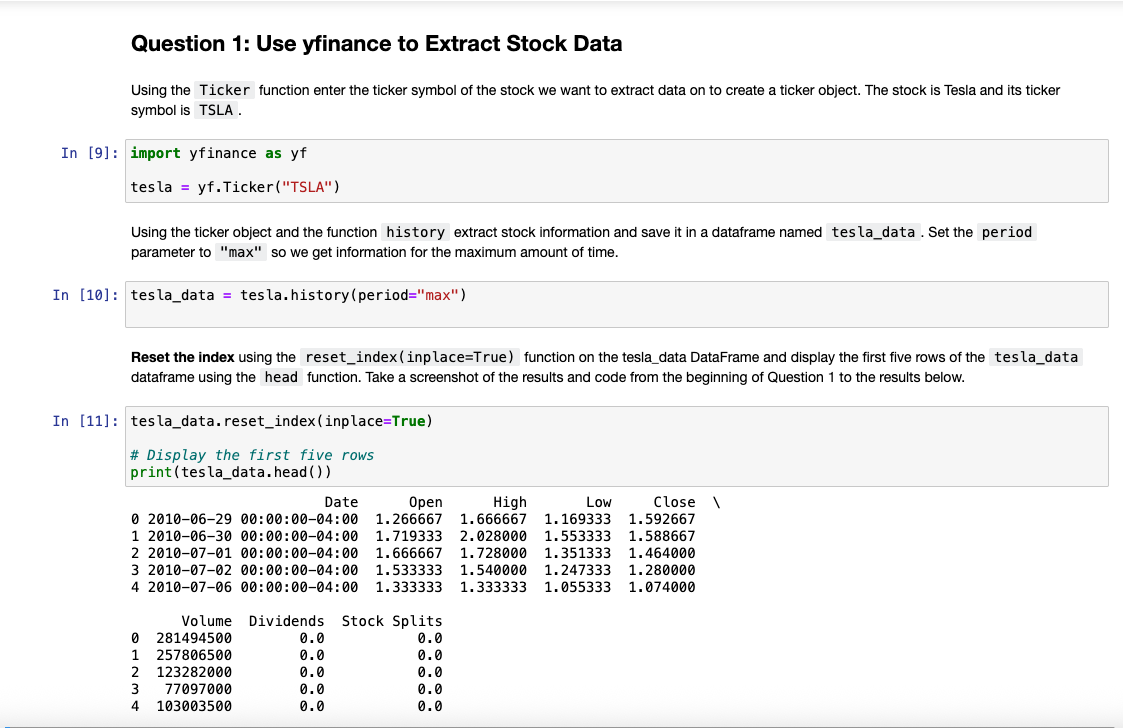 Question 1: Use yfinance to Extract Stock Data
Using the Ticker function enter the ticker symbol of the stock we want to extract data on to create a ticker object. The stock is Tesla and its ticker
symbol is TSLA .
In [9]: import yfinance as yf
tesla = yf.Ticker("TSLA")
Using the ticker object and the function history extract stock information and save it in a dataframe named tesla_data . Set the period
parameter to "max" so we get information for the maximum amount of time.
In [10]: tesla_data = tesla.history(period="max")
Reset the index using the reset_index(inplace=True) function on the tesla_data DataFrame and display the first five rows of the tesla_data
dataframe using the head function. Take a screenshot of the results and code from the beginning of Question 1 to the results below.
In [11]: tesla_data.reset_index(inplace=True)
# Display the first five rows
print(tesla_data.head())
Date Open High Low Close \
0 2010-06-29 00:00:00-04:00 1.266667 1.666667 1.169333 1.592667
1 2010-06-30 00:00:00-04:00 1.719333 2.028000 1.553333 1.588667
2 2010-07-01 00:00:00-04:00 1.666667 1.728000 1.351333 1.464000
3 2010-07-02 00:00:00-04:00 1.533333 1.540000 1.247333 1.280000
4 2010-07-06 00:00:00-04:00 1.333333 1.333333 1.055333 1.074000
Volume Dividends Stock Splits
0 281494500 0.0 0.0
1 257806500 0.0 0.0
2 123282000 0.0 0.0
3 77097000 0.0 0.0
4 103003500 0.0 0.0